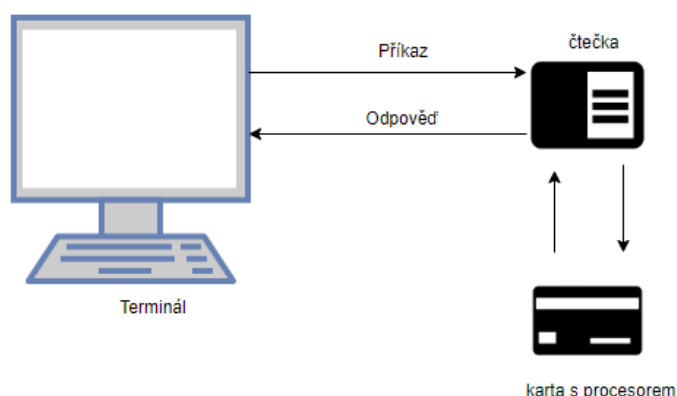 Příkaz
čtečka
Odpověď
Terminál
karta s procesorem